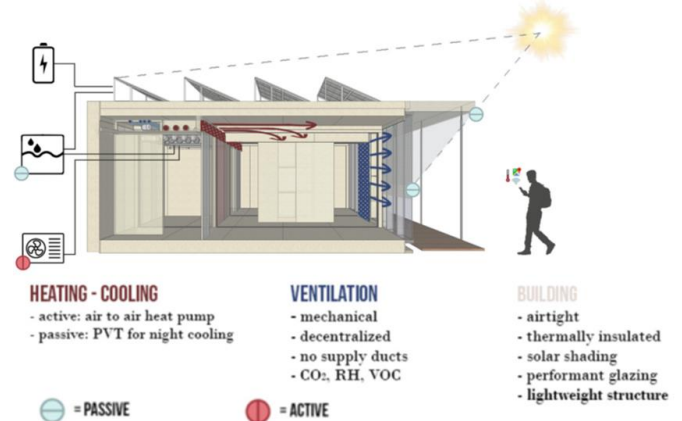 HEATING - COOLING
- active: air to air heat pump
- passive: PVT for night cooling
VENTILATION
- mechanical
- decentralized
- no supply ducts
- CO₂, RH, VOC
BUILDING
- airtight
- thermally insulated
- solar shading
- performant glazing
- lightweight structure
= PASSIVE
= ACTIVE